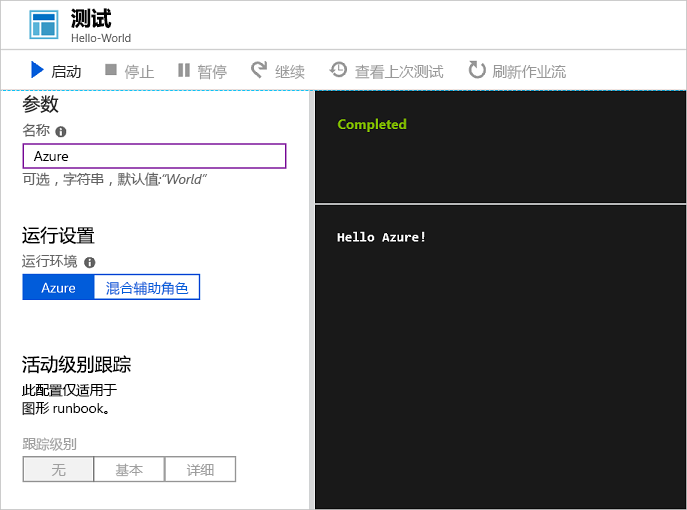 测试
Hello-World
启动 停止 暂停 继续 查看上次测试 刷新作业流
参数
名称
Azure
可选，字符串，默认值:"World"
运行设置
运行环境
Azure 混合辅助角色
活动级别跟踪
此配置仅适用于
图形 runbook。
跟踪级别
无 基本 详细
Completed
Hello Azure!